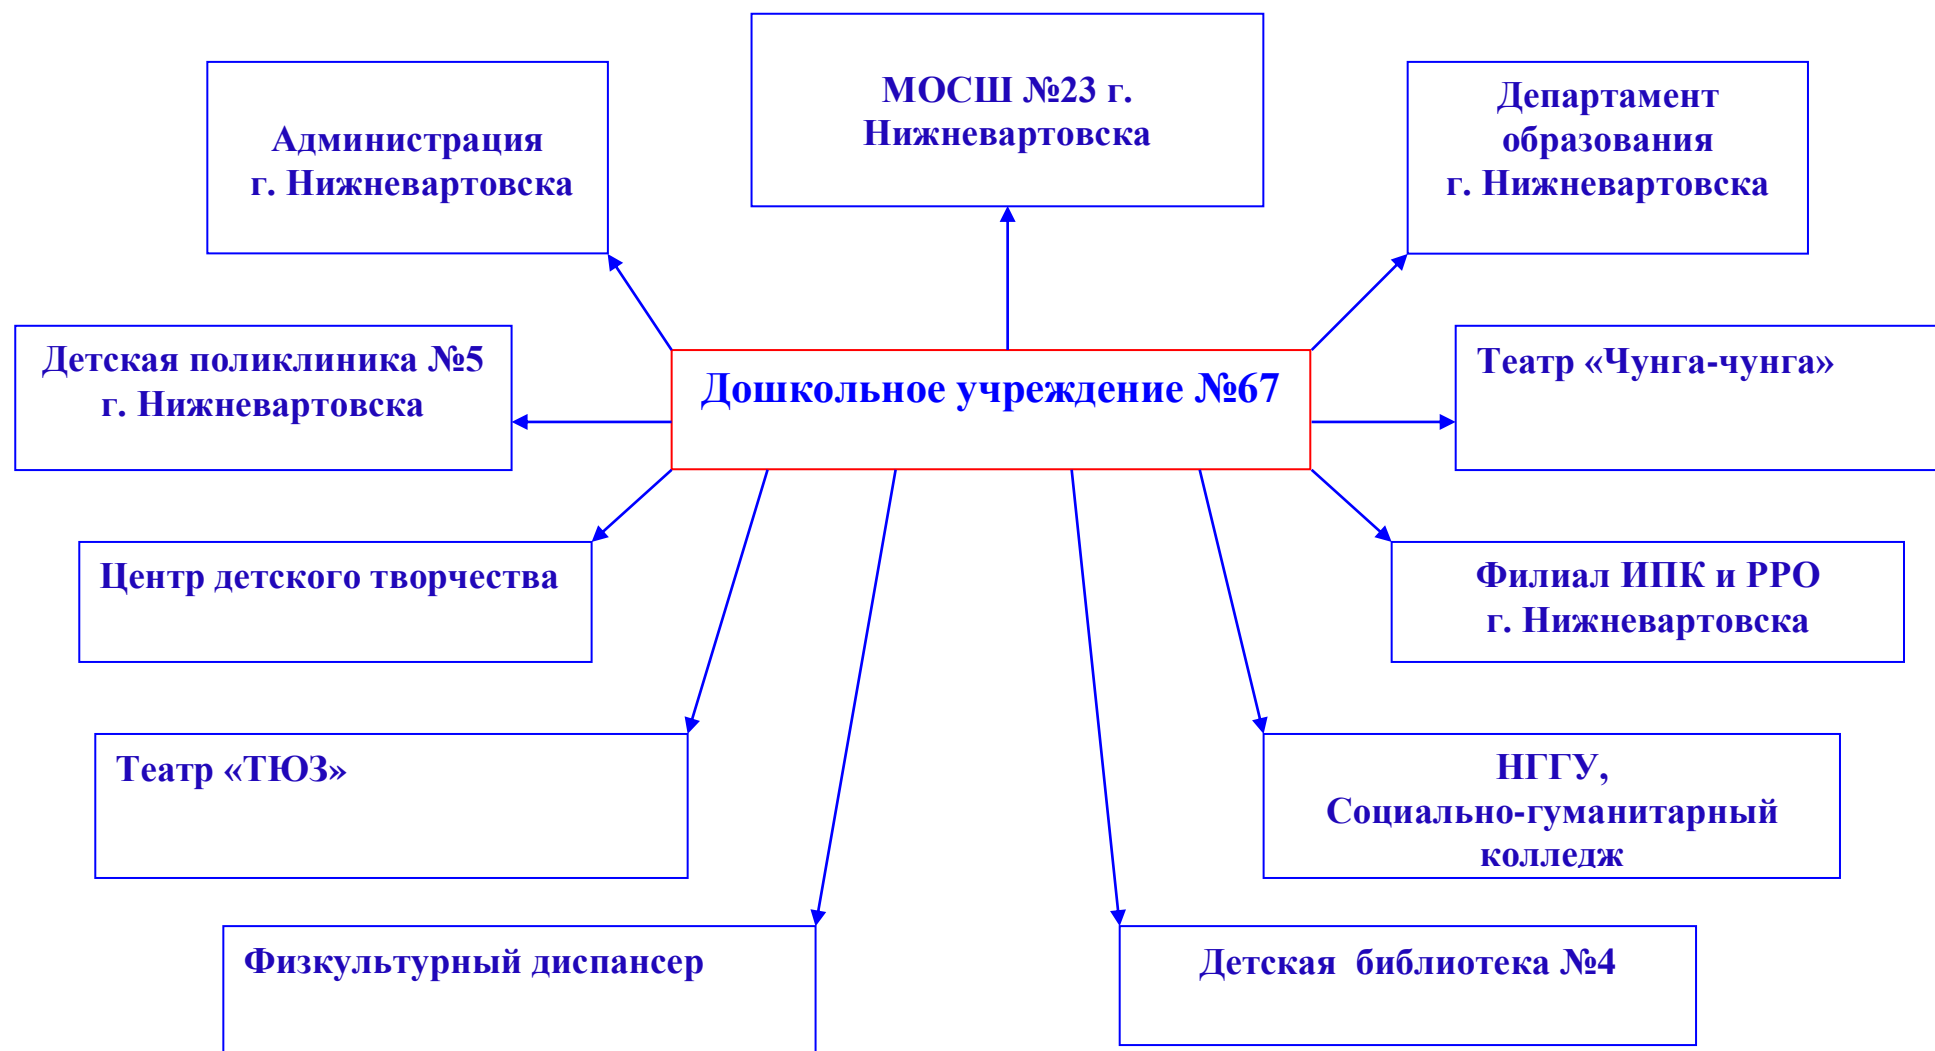 МОСШ №23 г.
Нижневартовска
Администрация
г. Нижневартовска
Департамент
образования
г. Нижневартовска
Детская поликлиника №5
г. Нижневартовска
Дошкольное учреждение №67
Театр «Чунга-чунга»
Центр детского творчества
Филиал ИПК и РРО
г. Нижневартовска
Театр «ТЮЗ»
НГГУ,
Социально-гуманитарный
колледж
Физкультурный диспансер
Детская библиотека №4